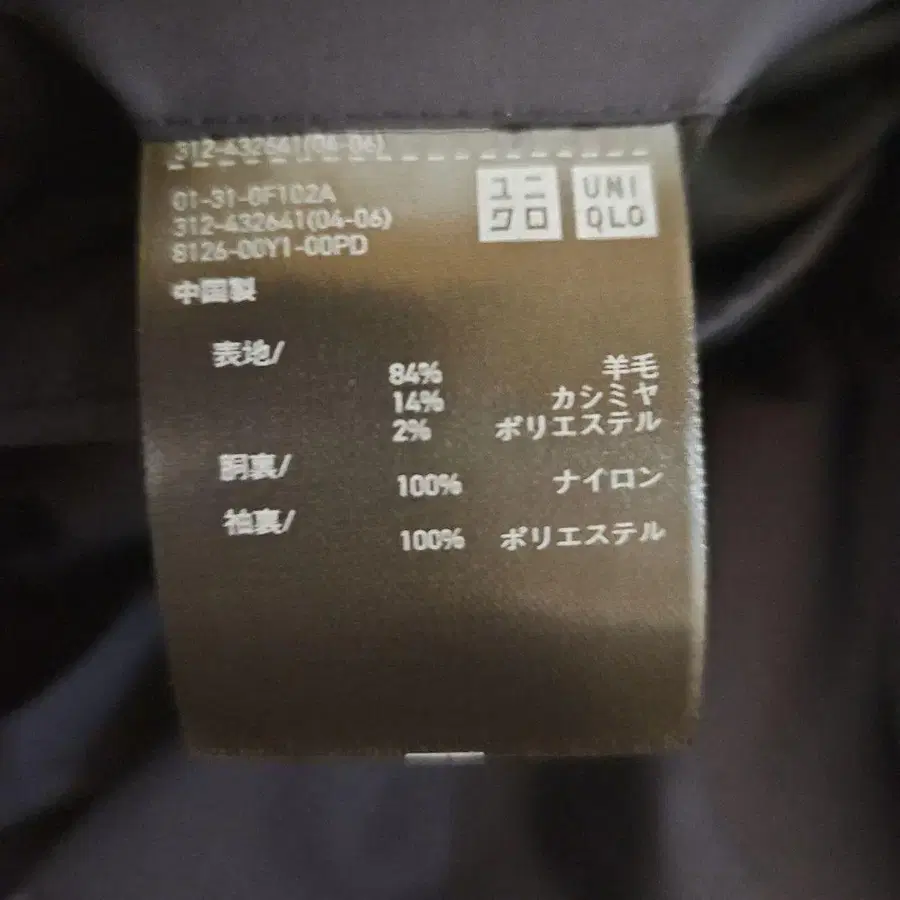 312-432641(04-06)
ユニ
クロ
UNI
QLO
01-31-0F102A
312-432641(04-06)
8126-00Y1-00PD
中国製
表地/
84% 羊毛
14% カシミヤ
2% ポリエステル
胴裏/
100% ナイロン
袖裏/
100% ポリエステル